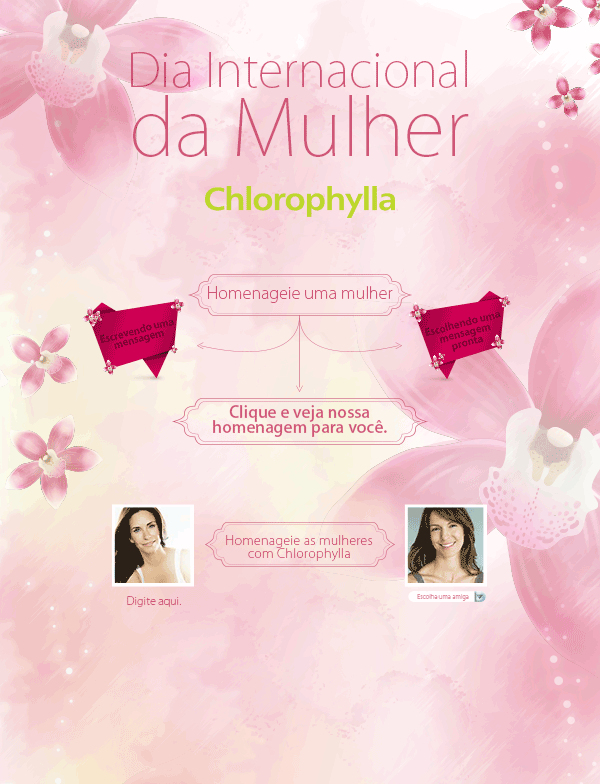 Dia Internacional
da Mulher
Chlorophylla
Homenageie uma mulher
Escrevendo uma
mensagem
Escolhendo uma
mensagem
pronta
Clique e veja nossa
homenagem para você.
Homenageie as mulheres
com Chlorophylla
Digite aqui.
Escolha uma amiga